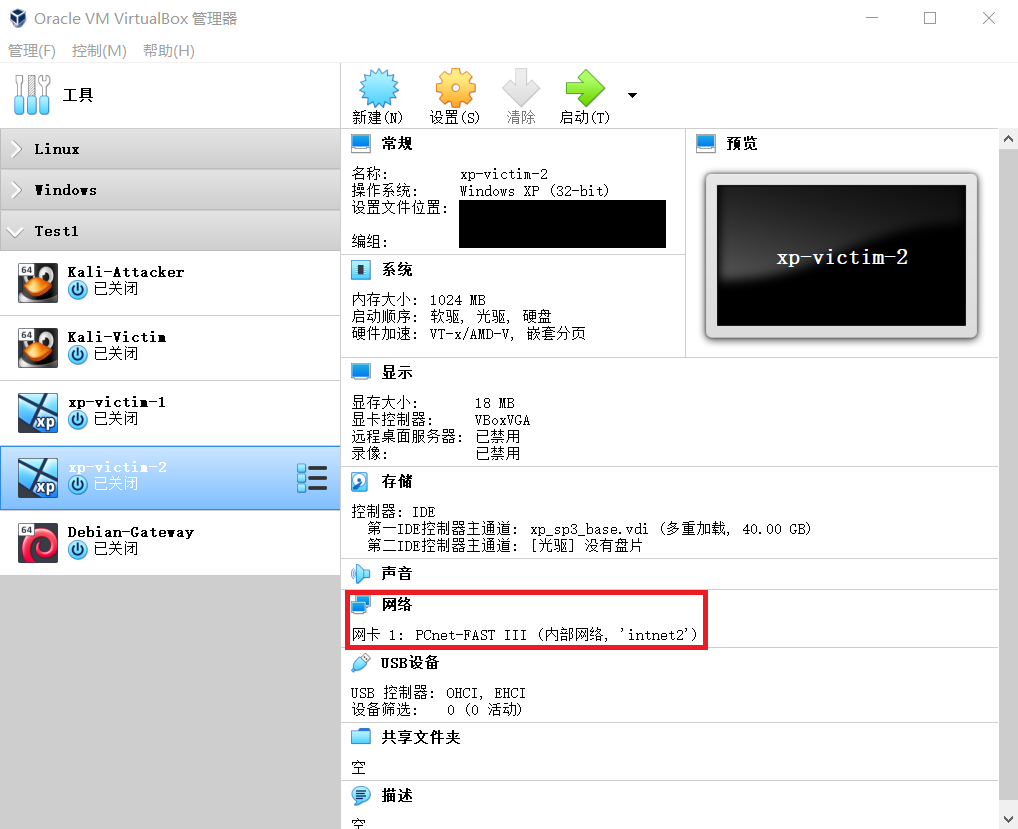 Oracle VM VirtualBox 管理器
管理(F) 控制(M) 帮助(H)
工具
新建(N) 设置(S) 清除 启动(T)
Linux
Windows
Test1
64
Kali-Attacker
已关闭
64
Kali-Victim
已关闭
xp
xp-victim-1
已关闭
xp
xp-victim-2
已关闭
64
Debian-Gateway
已关闭
常规
名称: xp-victim-2
操作系统: Windows XP (32-bit)
设置文件位置:
编组:
预览
xp-victim-2
系统
内存大小: 1024 MB
启动顺序: 软驱, 光驱, 硬盘
硬件加速: VT-x/AMD-V, 嵌套分页
显示
显存大小: 18 MB
显卡控制器: VBoxVGA
远程桌面服务器: 已禁用
录像: 已禁用
存储
控制器: IDE
第一IDE控制器主通道: xp_sp3_base.vdi (多重加载, 40.00 GB)
第二IDE控制器主通道: [光驱] 没有盘片
声音
网络
网卡 1: PCnet-FAST III (内部网络, 'intnet2')
USB设备
USB 控制器: OHCI, EHCI
设备筛选: 0 (0 活动)
共享文件夹
空
描述
空